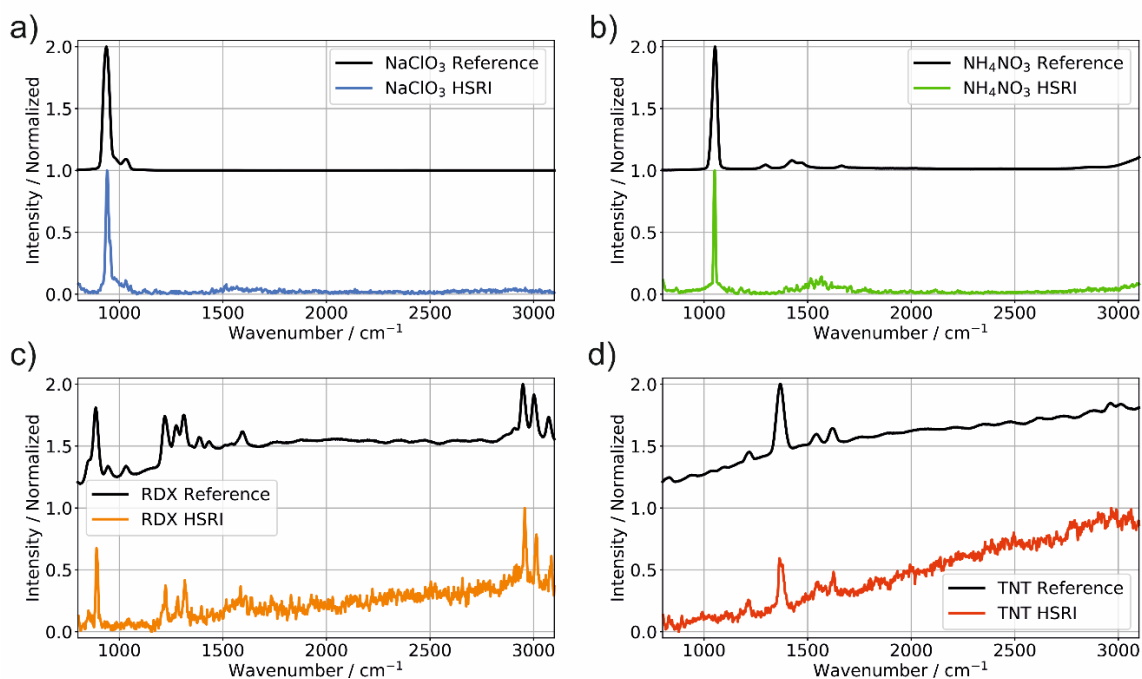 a)
2.0
1.5
1.0
0.5
0.0
Intensity / Normalized
NaClO₃ Reference
NaClO₃ HSRI
1000 1500 2000 2500 3000
Wavenumber / cm⁻¹
b)
2.0
1.5
1.0
0.5
0.0
Intensity / Normalized
NH₄NO₃ Reference
NH₄NO₃ HSRI
1000 1500 2000 2500 3000
Wavenumber / cm⁻¹
c)
2.0
1.5
1.0
0.5
0.0
Intensity / Normalized
RDX Reference
RDX HSRI
1000 1500 2000 2500 3000
Wavenumber / cm⁻¹
d)
2.0
1.5
1.0
0.5
0.0
Intensity / Normalized
TNT Reference
TNT HSRI
1000 1500 2000 2500 3000
Wavenumber / cm⁻¹